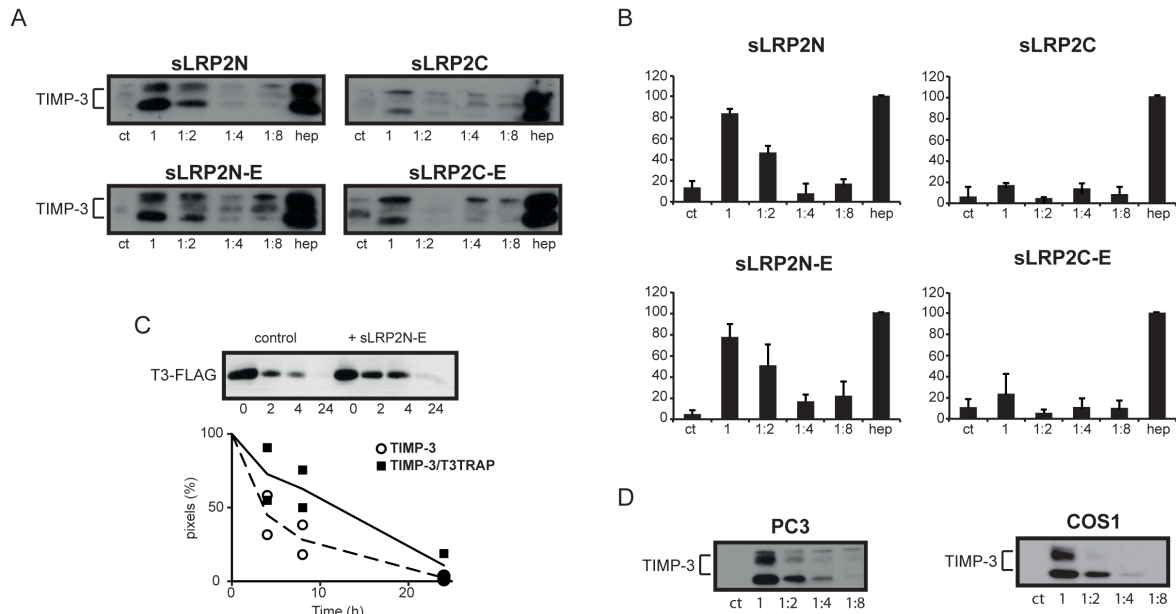 A
sLRP2N
sLRP2C
TIMP-3
ct 1 1:2 1:4 1:8 hep
ct 1 1:2 1:4 1:8 hep
sLRP2N-E
sLRP2C-E
TIMP-3
ct 1 1:2 1:4 1:8 hep
ct 1 1:2 1:4 1:8 hep
B
sLRP2N
120
100
80
60
40
20
0
ct 1 1:2 1:4 1:8 hep
sLRP2C
120
100
80
60
40
20
0
ct 1 1:2 1:4 1:8 hep
sLRP2N-E
120
100
80
60
40
20
0
ct 1 1:2 1:4 1:8 hep
sLRP2C-E
120
100
80
60
40
20
0
ct 1 1:2 1:4 1:8 hep
C
control + sLRP2N-E
T3-FLAG
0 2 4 24 0 2 4 24
100
50
0
pixels (%)
TIMP-3
TIMP-3/T3TRAP
0 10 20
Time (h)
D
PC3
TIMP-3
ct 1 1:2 1:4 1:8
COS1
TIMP-3
ct 1 1:2 1:4 1:8